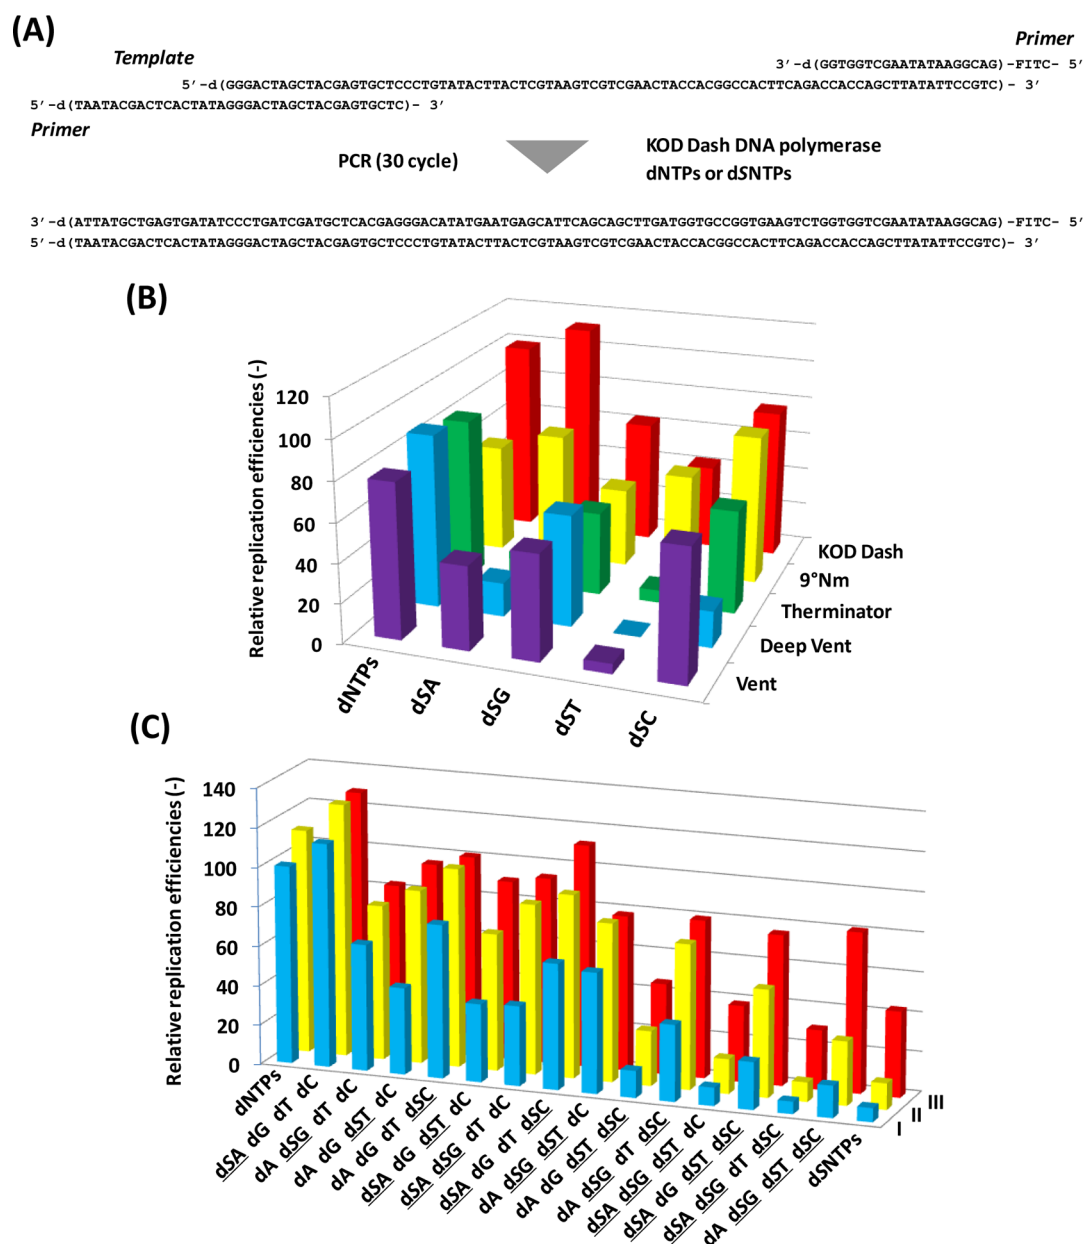 (A)
Primer
Template
3′-d(GGTGGTCGAATATAAGGCAG)-FITC- 5′
5′-d(GGGACTAGCTACGAGTGCTCCCTGTATACTTACTCGTAAGTCGTCGAACTACCACGGCCACTTCAGACCACCAGCTTATATTCCGTC)- 3′
5′-d(TAATACGACTCACTATAGGGACTAGCTACGAGTGCTC)- 3′
Primer
PCR (30 cycle)
KOD Dash DNA polymerase
dNTPs or dSNTPs
3′-d(ATTATGCTGAGTGATATCCCTGATCGATGCTCACGAGGGACATATGAATGAGCATTCAGCAGCTTGATGGTGCCGGTGAAGTCTGGTGGTCGAATATAAGGCAG)-FITC- 5′
5′-d(TAATACGACTCACTATAGGGACTAGCTACGAGTGCTCCCTGTATACTTACTCGTAAGTCGTCGAACTACCACGGCCACTTCAGACCACCAGCTTATATTCCGTC)- 3′
(B)
Relative replication efficiencies (-)
120
100
80
60
40
20
0
dNTPs
dSA
dSG
dST
dSC
KOD Dash
9°Nm
Therminator
Deep Vent
Vent
(C)
Relative replication efficiencies (-)
140
120
100
80
60
40
20
0
dNTPs
dSA dG dT dC
dA dSG dT dC
dA dG dST dC
dA dG dT dSC
dSA dG dST dC
dSA dSG dT dC
dSA dG dT dSC
dA dSG dST dC
dA dG dST dSC
dA dSG dT dSC
dSA dSG dST dC
dSA dG dST dSC
dSA dSG dT dSC
dA dSG dST dSC
dSNTPs
I
II
III